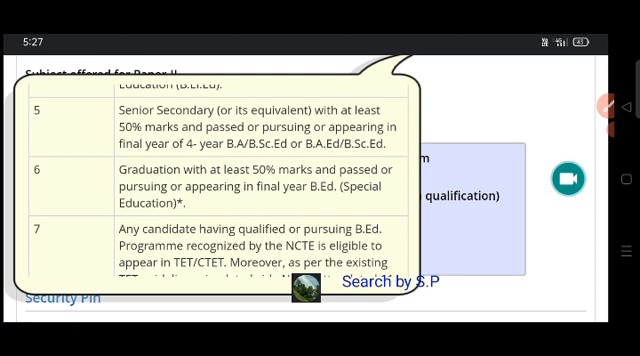 5:27
43
Subject offered for Paper II
Education (B.El.Ed).
5
Senior Secondary (or its equivalent) with at least
50% marks and passed or pursuing or appearing in
final year of 4- year B.A/B.Sc.Ed or B.A.Ed/B.Sc.Ed.
6
Graduation with at least 50% marks and passed or
pursuing or appearing in final year B.Ed. (Special
Education)*.
7
Any candidate having qualified or pursuing B.Ed.
Programme recognized by the NCTE is eligible to
appear in TET/CTET. Moreover, as per the existing
m
qualification)
Search by S.P
Security Pin